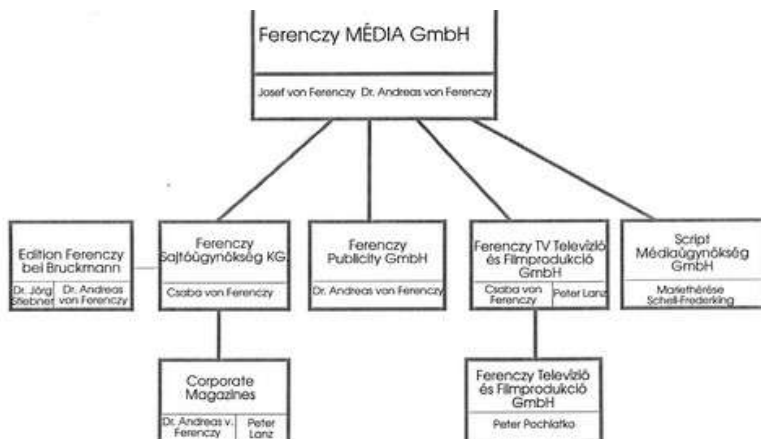 Ferenczy MÉDIA GmbH
Josef von Ferenczy Dr. Andreas von Ferenczy
Edition Ferenczy
bei Bruckmann
Dr. Jörg
Stiebner
Dr. Andreas
von Ferenczy
Ferenczy
Sajtóügynökség KG.
Csaba von Ferenczy
Ferenczy
Publicity GmbH
Dr. Andreas von Ferenczy
Ferenczy TV Televízió
és Filmprodukció
GmbH
Csaba von
Ferenczy
Peter Lanz
Script
Médiaügynökség
GmbH
Mariethérèse
Schell-Frederking
Corporate
Magazines
Dr. Andreas v.
Ferenczy
Peter
Lanz
Ferenczy Televízió
és Filmprodukció
GmbH
Peter Pochlatko